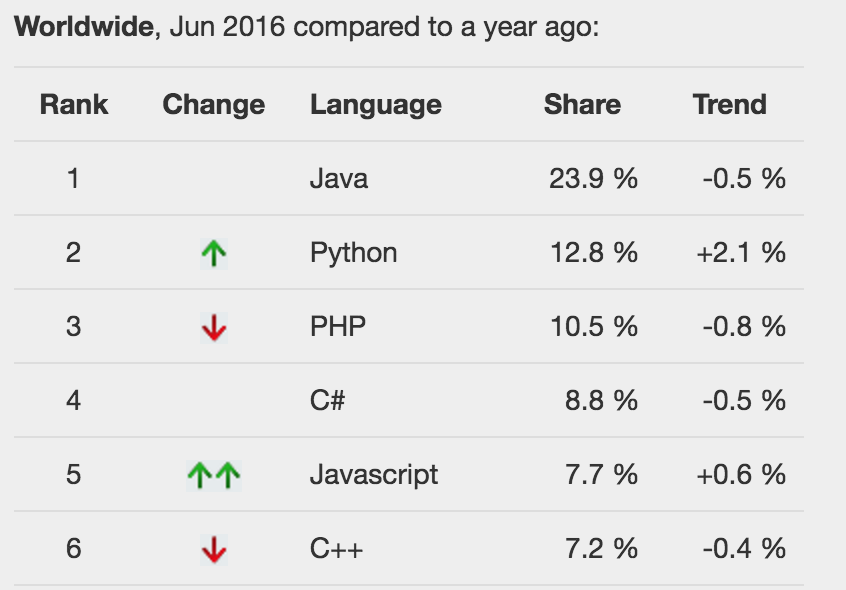 Worldwide, Jun 2016 compared to a year ago:
Rank Change Language Share Trend
1 Java 23.9 % -0.5 %
2 Python 12.8 % +2.1 %
3 PHP 10.5 % -0.8 %
4 C# 8.8 % -0.5 %
5 Javascript 7.7 % +0.6 %
6 C++ 7.2 % -0.4 %